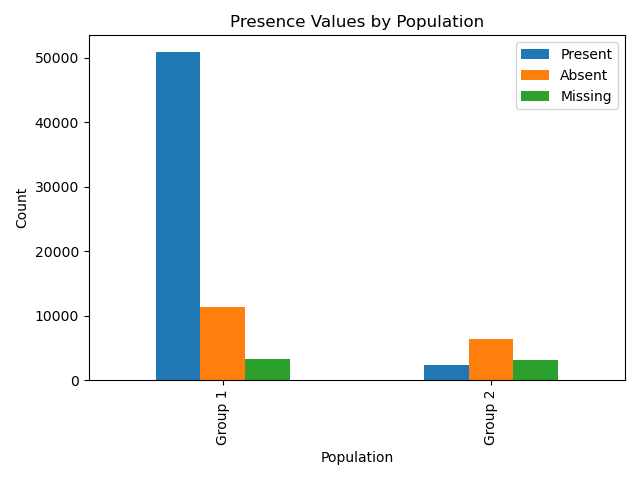 Presence Values by Population
Present
Absent
Missing
Count
50000
40000
30000
20000
10000
0
Group 1
Group 2
Population